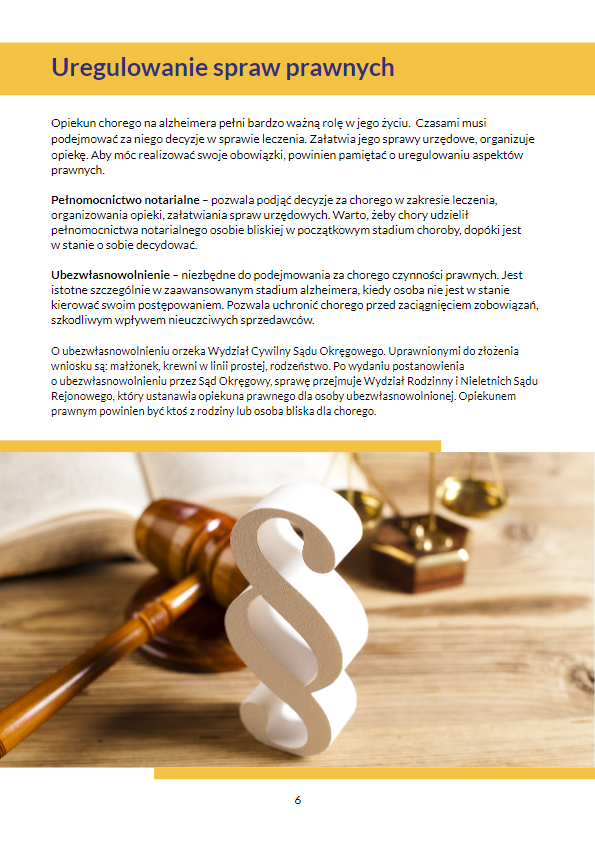 Uregulowanie spraw prawnych
Opiekun chorego na alzheimera pełni bardzo ważną rolę w jego życiu. Czasami musi
podejmować za niego decyzje w sprawie leczenia. Załatwia jego sprawy urzędowe, organizuje
opiekę. Aby móc realizować swoje obowiązki, powinien pamiętać o uregulowaniu aspektów
prawnych.
Pełnomocnictwo notarialne – pozwala podjąć decyzje za chorego w zakresie leczenia,
organizowania opieki, załatwiania spraw urzędowych. Warto, żeby chory udzielił
pełnomocnictwa notarialnego osobie bliskiej w początkowym stadium choroby, dopóki jest
w stanie o sobie decydować.
Ubezwłasnowolnienie – niezbędne do podejmowania za chorego czynności prawnych. Jest
istotne szczególnie w zaawansowanym stadium alzheimera, kiedy osoba nie jest w stanie
kierować swoim postępowaniem. Pozwala uchronić chorego przed zaciągnięciem zobowiązań,
szkodliwym wpływem nieuczciwych sprzedawców.
O ubezwłasnowolnieniu orzeka Wydział Cywilny Sądu Okręgowego. Uprawnionymi do złożenia
wniosku są: małżonek, krewni w linii prostej, rodzeństwo. Po wydaniu postanowienia
o ubezwłasnowolnieniu przez Sąd Okręgowy, sprawę przejmuje Wydział Rodzinny i Nieletnich Sądu
Rejonowego, który ustanawia opiekuna prawnego dla osoby ubezwłasnowolnionej. Opiekunem
prawnym powinien być ktoś z rodziny lub osoba bliska dla chorego.
6